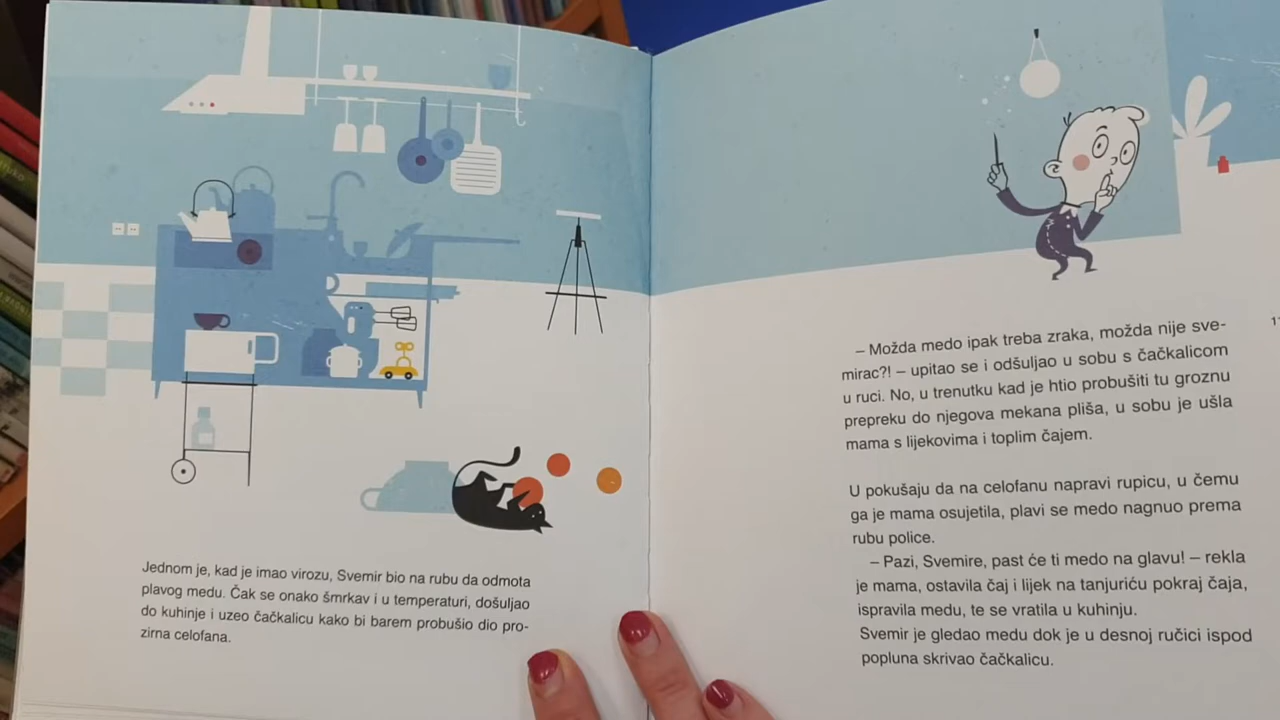 Jednom je, kad je imao virozu, Svemir bio na rubu da odmota
plavog medu. Čak se onako šmrkav i u temperaturi, došuljao
do kuhinje i uzeo čačkalicu kako bi barem probušio dio pro-
zirna celofana.
– Možda medo ipak treba zraka, možda nije sve-
mirac?! – upitao se i odšuljao u sobu s čačkalicom
u ruci. No, u trenutku kad je htio probušiti tu groznu
prepreku do njegova mekana pliša, u sobu je ušla
mama s lijekovima i toplim čajem.
U pokušaju da na celofanu napravi rupicu, u čemu
ga je mama osujetila, plavi se medo nagnuo prema
rubu police.
– Pazi, Svemire, past će ti medo na glavu! – rekla
je mama, ostavila čaj i lijek na tanjuriću pokraj čaja,
ispravila medu, te se vratila u kuhinju.
Svemir je gledao medu dok je u desnoj ručici ispod
popluna skrivao čačkalicu.